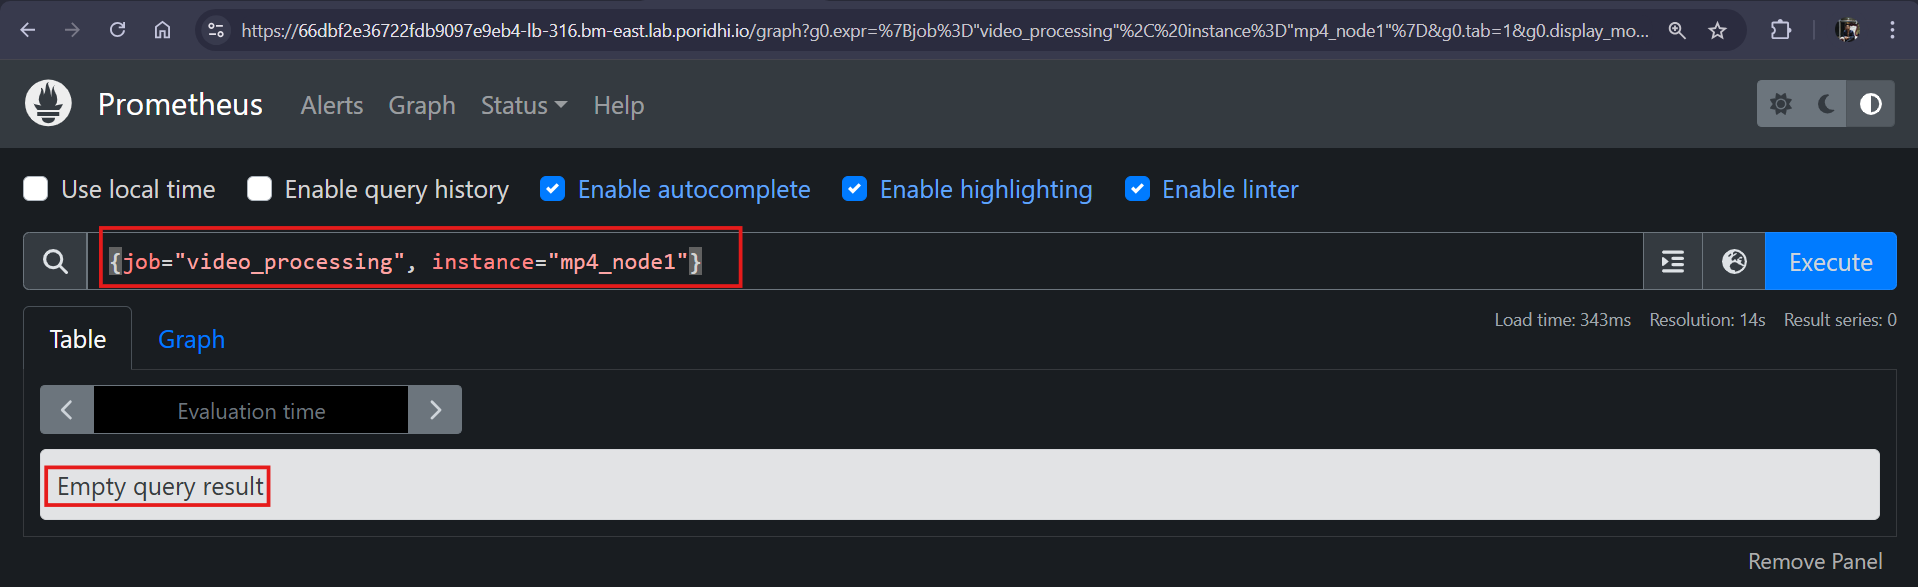 https://66dbf2e36722fdb9097e9eb4-lb-316.bm-east.lab.poridhi.io/graph?g0.expr=%7Bjob%3D"video_processing"%2C%20instance%3D"mp4_node1"%7D&g0.tab=1&g0.display_mo...
Prometheus Alerts Graph Status Help
Use local time Enable query history Enable autocomplete Enable highlighting Enable linter
{job="video_processing", instance="mp4_node1"} Execute
Table Graph Load time: 343ms Resolution: 14s Result series: 0
Evaluation time
Empty query result
Remove Panel